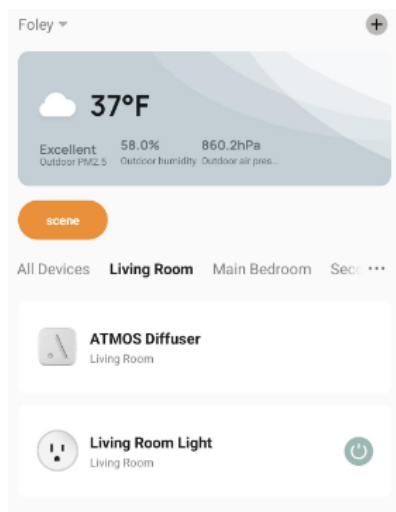 Foley
37°F
Excellent 58.0% 860.2hPa
Outdoor PM2.5 Outdoor humidity Outdoor air pres...
scene
All Devices Living Room Main Bedroom Sec ...
ATMOS Diffuser
Living Room
Living Room Light
Living Room